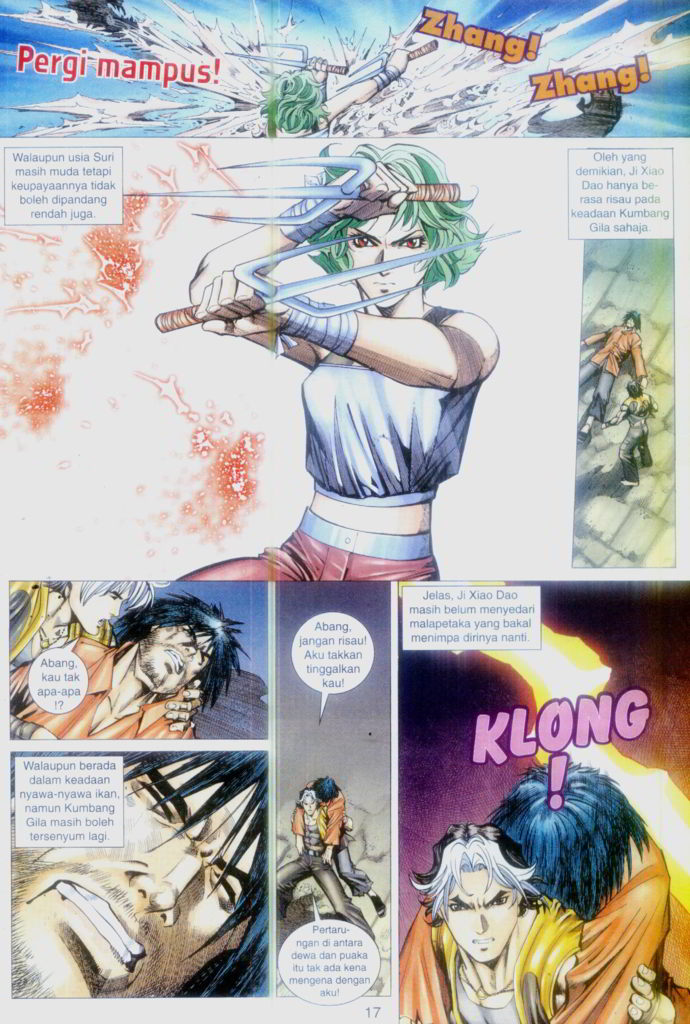 Pergi mampus!
Zhang!
Zhang!
Walaupun usia Suri
masih muda tetapi
keupayaannya tidak
boleh dipandang
rendah juga.
Oleh yang
demikian, Ji Xiao
Dao hanya be-
rasa risau pada
keadaan Kumbang
Gila sahaja.
Abang,
kau tak
apa-apa
!?
Walaupun berada
dalam keadaan
nyawa-nyawa ikan,
namun Kumbang
Gila masih boleh
tersenyum lagi.
Abang,
jangan risau!
Aku takkan
tinggalkan
kau!
Pertaru-
ngan di antara
dewa dan puaka
itu tak ada kena
mengena dengan
aku!
Jelas, Ji Xiao Dao
masih belum menyedari
malapetaka yang bakal
menimpa dirinya nanti.
KLONG
!
17